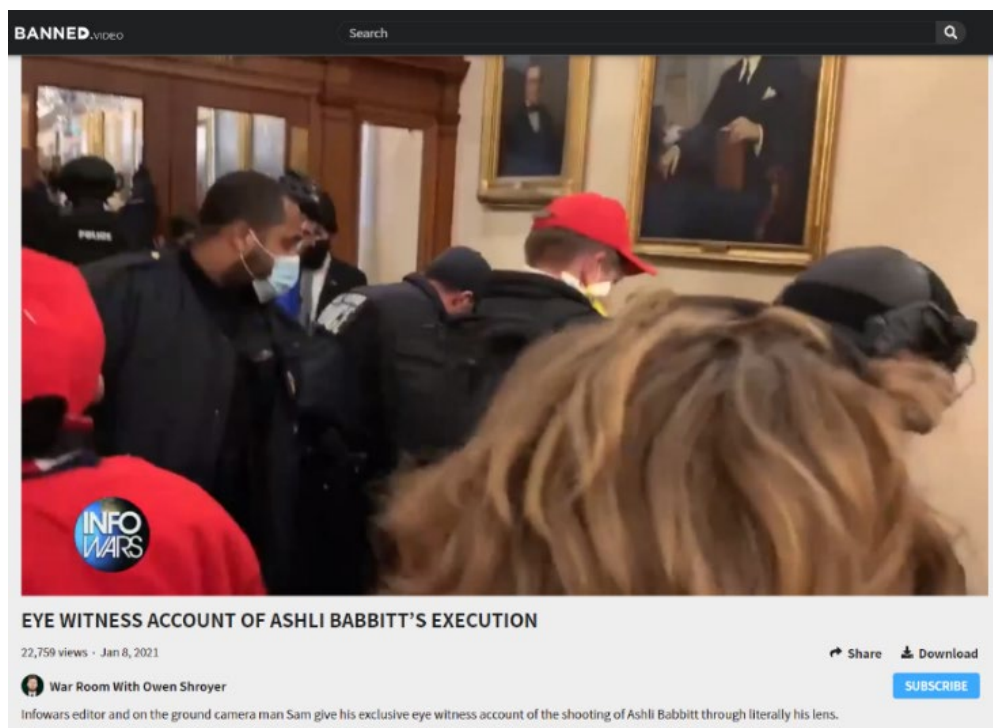 BANNED.VIDEO
Search
POLICE
INFO
WARS
EYE WITNESS ACCOUNT OF ASHLI BABBITT'S EXECUTION
22,759 views · Jan 8, 2021
Share
Download
War Room With Owen Shroyer
SUBSCRIBE
Infowars editor and on the ground camera man Sam give his exclusive eye witness account of the shooting of Ashli Babbitt through literally his lens.